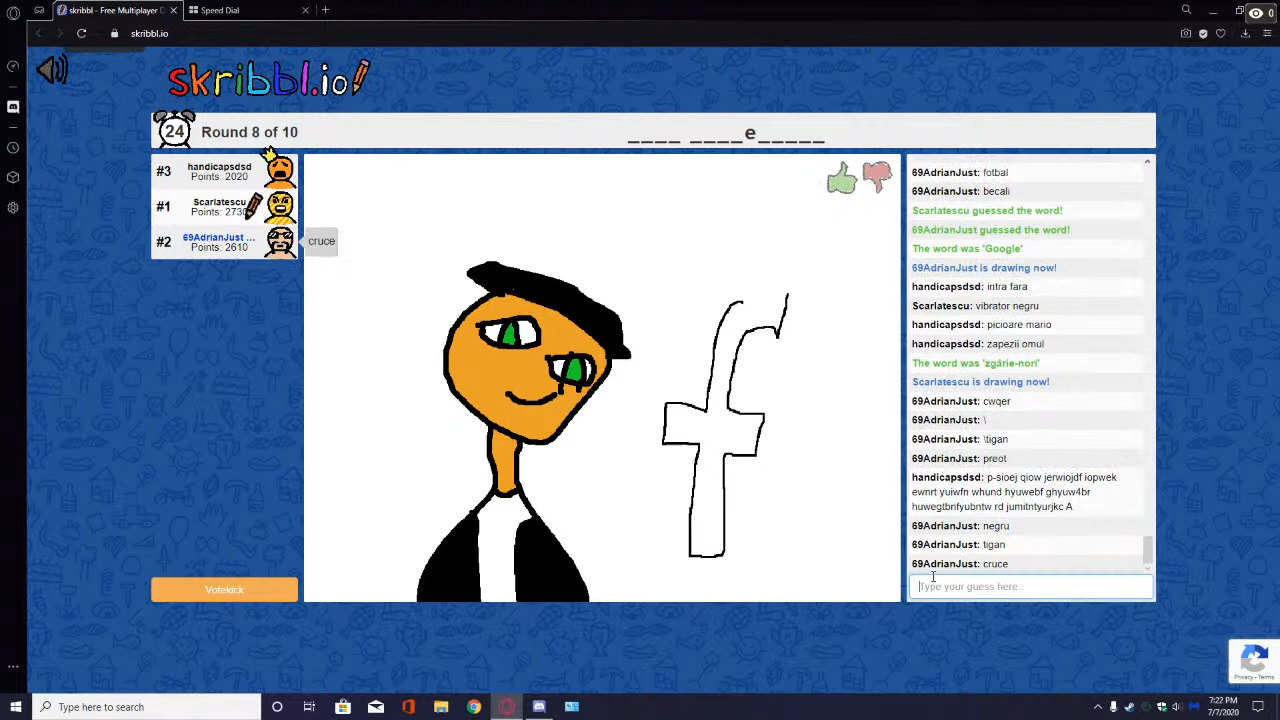 skribbl - Free Multiplayer D
Speed Dial
0
skribbl.io
skribbl.io
24
Round 8 of 10
____ ____e_____
#3
handicapsdsd
Points: 2020
#1
Scarlatescu
Points: 2730
#2
69AdrianJust ...
Points: 2610
cruce
f
Votekick
69AdrianJust: fotbal
69AdrianJust: becali
Scarlatescu guessed the word!
69AdrianJust guessed the word!
The word was 'Google'
69AdrianJust is drawing now!
handicapsdsd: intra fara
Scarlatescu: vibrator negru
handicapsdsd: picioare mario
handicapsdsd: zapezii omul
The word was 'zgârie-nori'
Scarlatescu is drawing now!
69AdrianJust: cwqer
69AdrianJust: \
69AdrianJust: \tigan
69AdrianJust: preot
handicapsdsd: p-sioej qiow jerwiojdf iopwek
ewnrt yuiwfn whund hyuwebf ghyuw4br
huwegtbnfyubntw rd jumitntyurjkc A
69AdrianJust: negru
69AdrianJust: tigan
69AdrianJust: cruce
Type your guess here...
Privacy - Terms
Type here to search
7:22 PM
7/7/2020